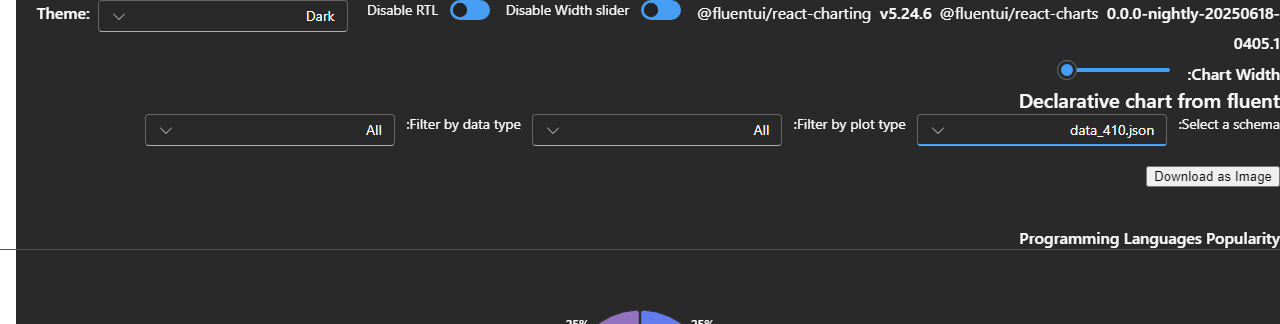 Theme: Dark Disable RTL Disable Width slider @fluentui/react-charting v5.24.6 @fluentui/react-charts 0.0.0-nightly-20250618-
0405.1
:Chart Width
Declarative chart from fluent
:Select a schema data_410.json :Filter by plot type All :Filter by data type All
Download as Image
Programming Languages Popularity
25% 25%